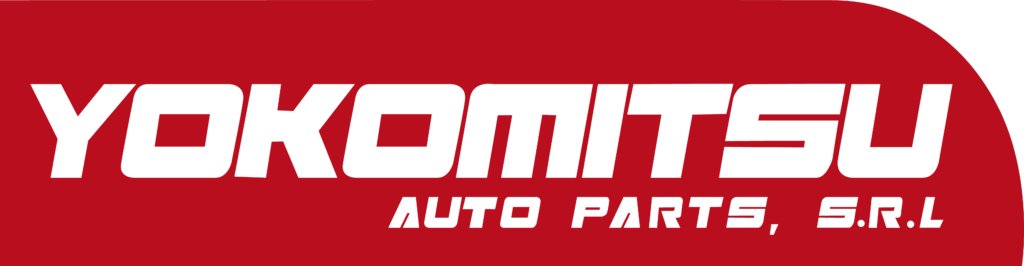 YOKOMITSU
AUTO PARTS, S.R.L